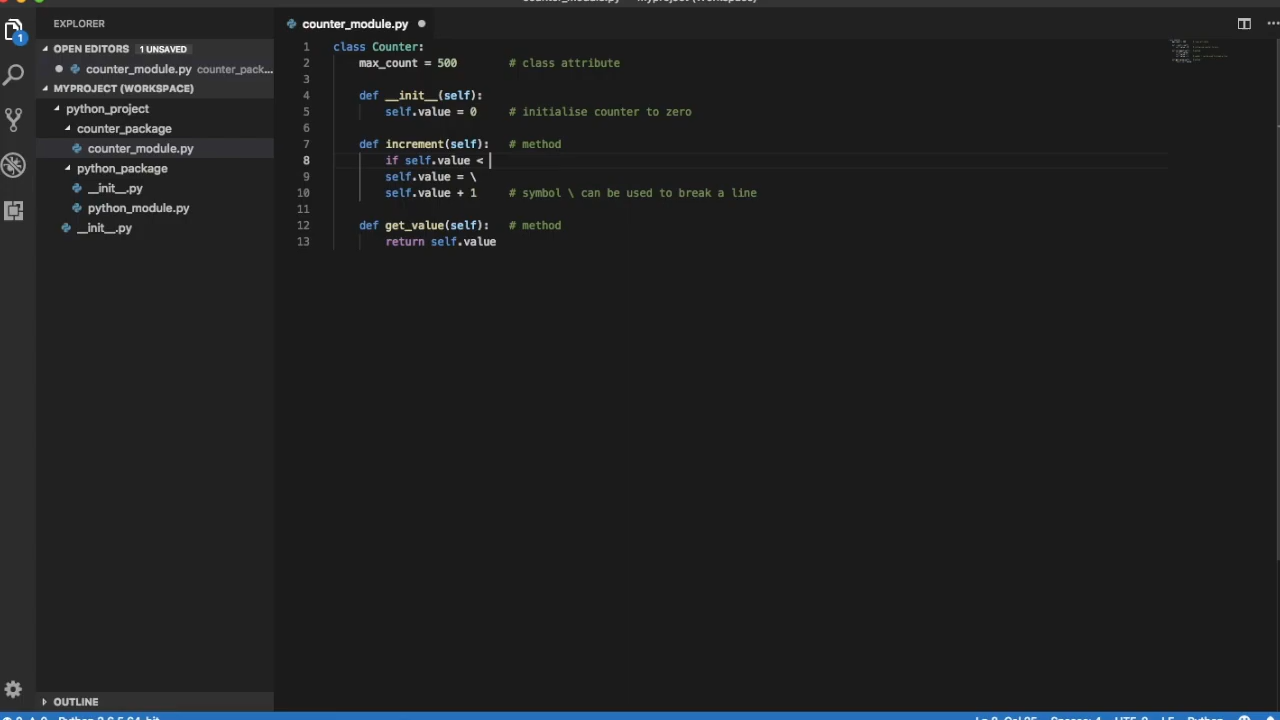 EXPLORER
OPEN EDITORS 1 UNSAVED
counter_module.py counter_pack...
MYPROJECT (WORKSPACE)
python_project
counter_package
counter_module.py
python_package
__init__.py
python_module.py
__init__.py
OUTLINE
1
counter_module.py
1 class Counter:
2 max_count = 500 # class attribute
3
4 def __init__(self):
5 self.value = 0 # initialise counter to zero
6
7 def increment(self): # method
8 if self.value <
9 self.value = \
10 self.value + 1 # symbol \ can be used to break a line
11
12 def get_value(self): # method
13 return self.value